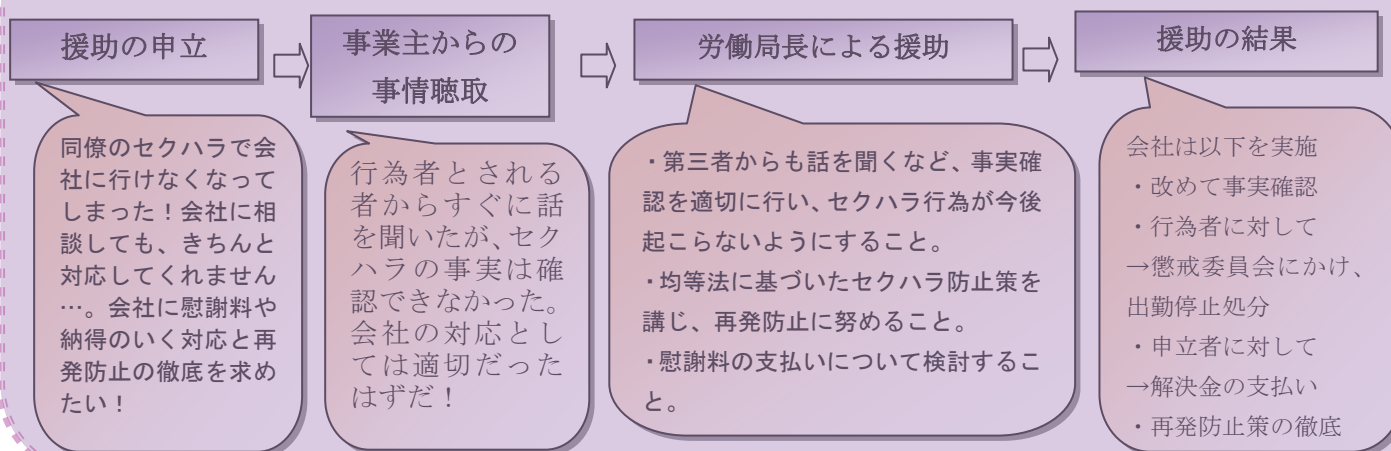 援助の申立
同僚のセクハラで会
社に行けなくなって
しまった！会社に相
談しても、きちんと
対応してくれません
…。会社に慰謝料や
納得のいく対応と再
発防止の徹底を求め
たい！
事業主からの
事情聴取
行為者とされる
者からすぐに話
を聞いたが、セク
ハラの事実は確
認できなかった。
会社の対応とし
ては適切だった
はずだ！
労働局長による援助
・第三者からも話を聞くなど、事実確
認を適切に行い、セクハラ行為が今後
起こらないようにすること。
・均等法に基づいたセクハラ防止策を
講じ、再発防止に努めること。
・慰謝料の支払いについて検討するこ
と。
援助の結果
会社は以下を実施
・改めて事実確認
・行為者に対して
→懲戒委員会にかけ、
出勤停止処分
・申立者に対して
→解決金の支払い
・再発防止策の徹底